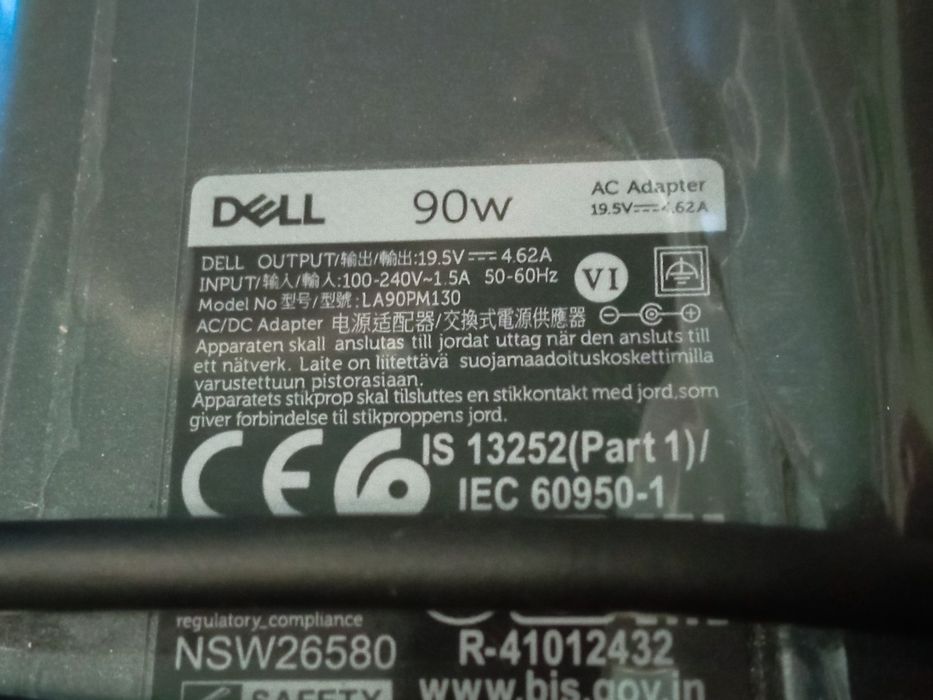 DELL
90w
AC Adapter
19.5V⎓4.62A
DELL OUTPUT/输出/輸出:19.5V⎓4.62A
INPUT/输入/輸入:100-240V~1.5A 50-60Hz
VI
Model No 型号/型號:LA90PM130
AC/DC Adapter 电源适配器/交換式電源供應器
Apparaten skall anslutas till jordat uttag när den ansluts till
ett nätverk. Laite on liitettävä suojamaadoituskoskettimilla
varustettuun pistorasiaan.
Apparatets stikprop skal tilsluttes en stikkontakt med jord,som
giver forbindelse til stikproppens jord.
CE
IS 13252(Part 1)/
IEC 60950-1
regulatory_compliance
NSW26580
R-41012432
SAFETY
www.bis.gov.in